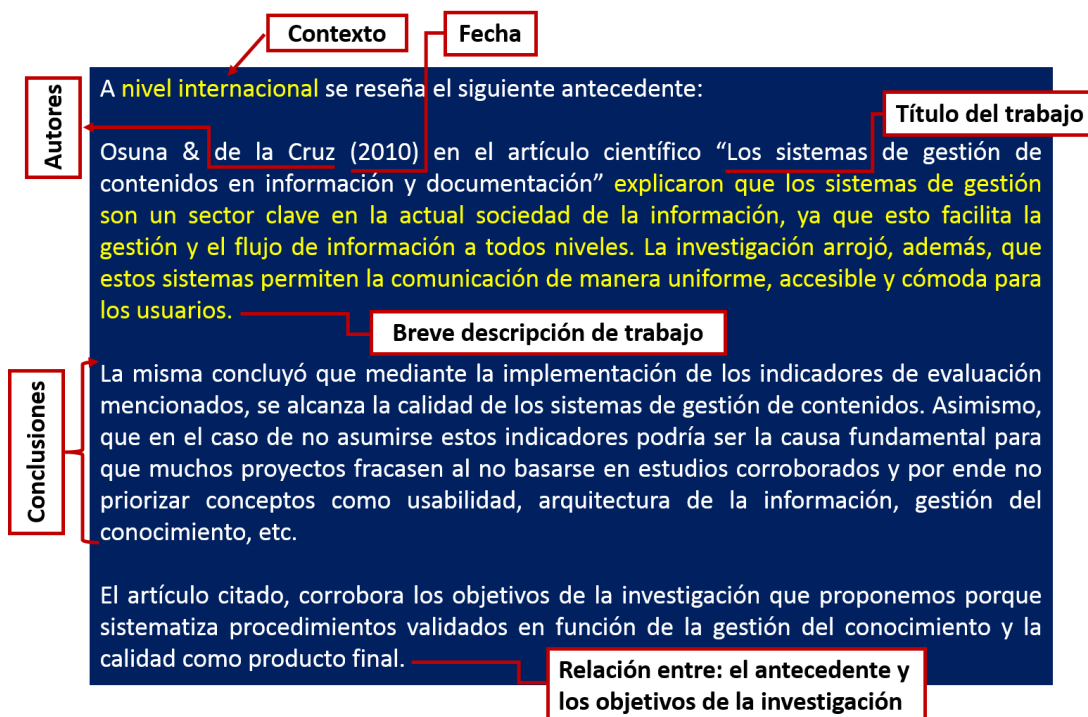 Contexto
Fecha
Autores
A nivel internacional se reseña el siguiente antecedente:
Título del trabajo
Osuna & de la Cruz (2010) en el artículo científico “Los sistemas de gestión de
contenidos en información y documentación” explicaron que los sistemas de gestión
son un sector clave en la actual sociedad de la información, ya que esto facilita la
gestión y el flujo de información a todos niveles. La investigación arrojó, además, que
estos sistemas permiten la comunicación de manera uniforme, accesible y cómoda para
los usuarios.
Breve descripción de trabajo
Conclusiones
La misma concluyó que mediante la implementación de los indicadores de evaluación
mencionados, se alcanza la calidad de los sistemas de gestión de contenidos. Asimismo,
que en el caso de no asumirse estos indicadores podría ser la causa fundamental para
que muchos proyectos fracasen al no basarse en estudios corroborados y por ende no
priorizar conceptos como usabilidad, arquitectura de la información, gestión del
conocimiento, etc.
El artículo citado, corrobora los objetivos de la investigación que proponemos porque
sistematiza procedimientos validados en función de la gestión del conocimiento y la
calidad como producto final.
Relación entre: el antecedente y
los objetivos de la investigación